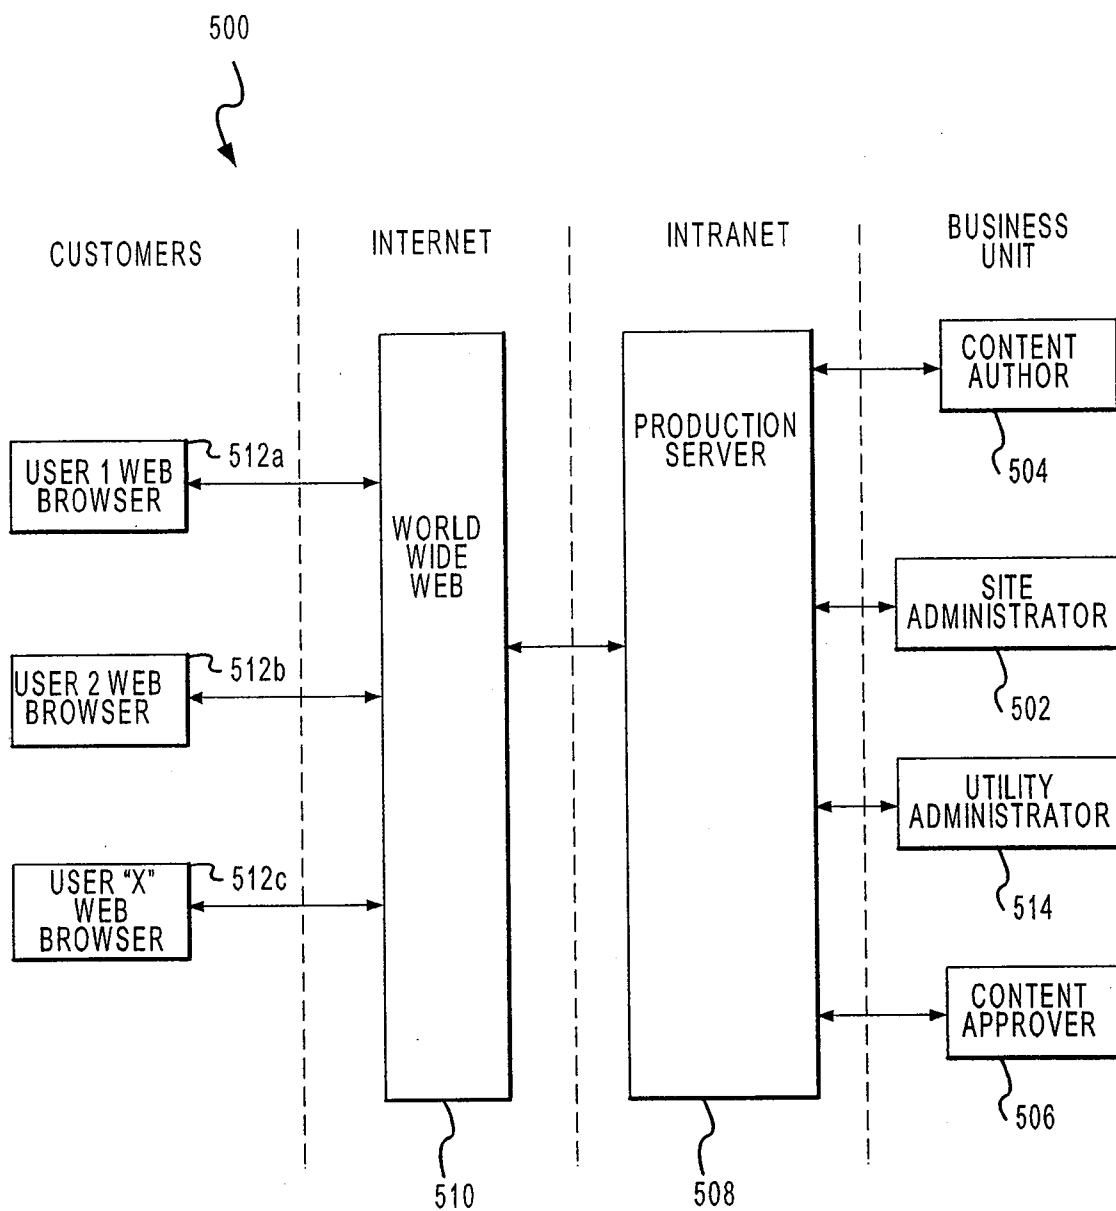 500
CUSTOMERS
INTERNET
INTRANET
BUSINESS
UNIT
CONTENT
AUTHOR
504
PRODUCTION
SERVER
USER 1 WEB
BROWSER
512a
WORLD
WIDE
WEB
SITE
ADMINISTRATOR
502
USER 2 WEB
BROWSER
512b
UTILITY
ADMINISTRATOR
514
USER "X"
WEB
BROWSER
512c
CONTENT
APPROVER
506
510
508